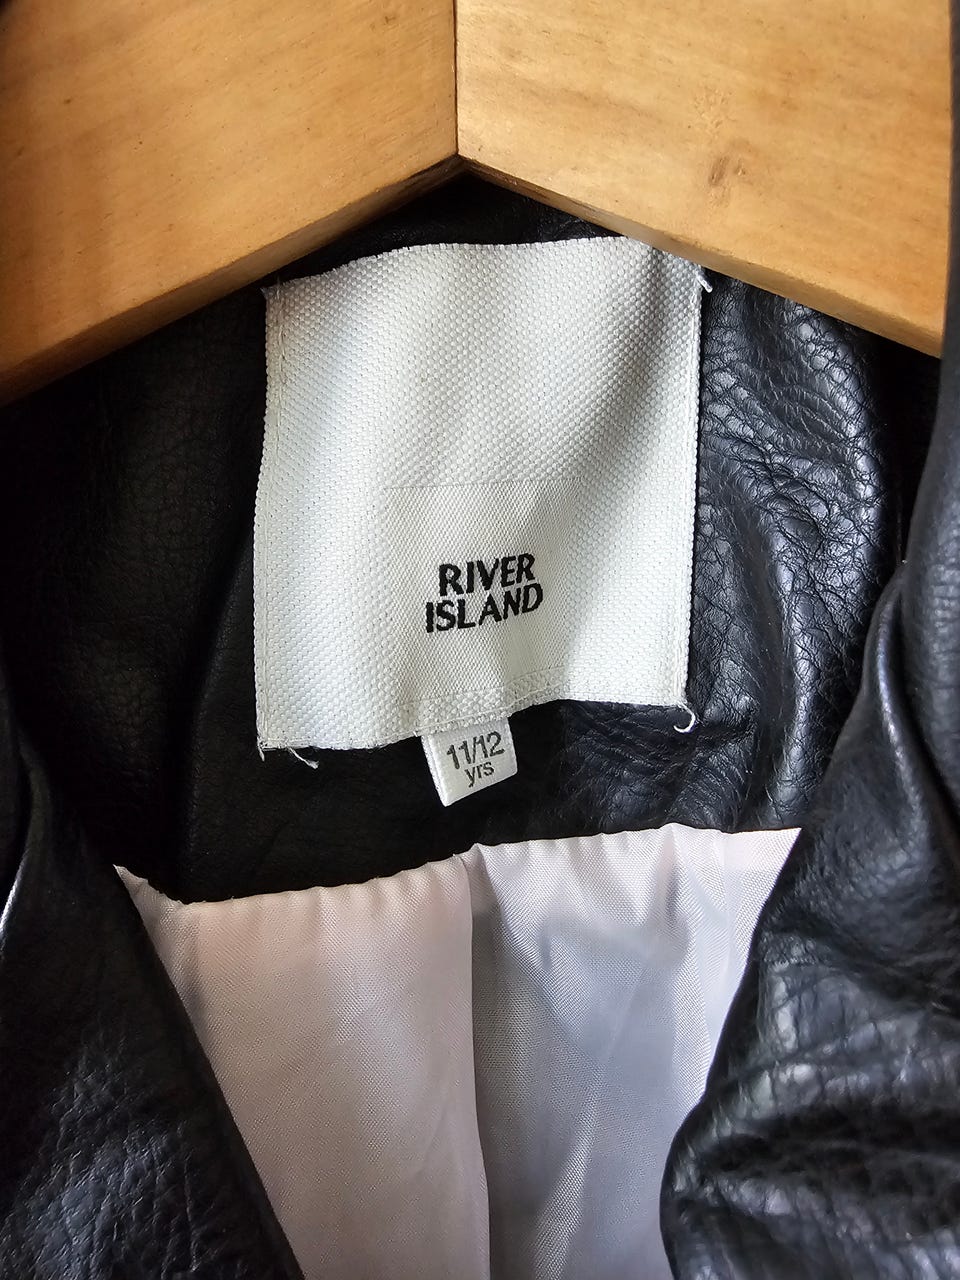 RIVER
ISLAND
11/12
yrs